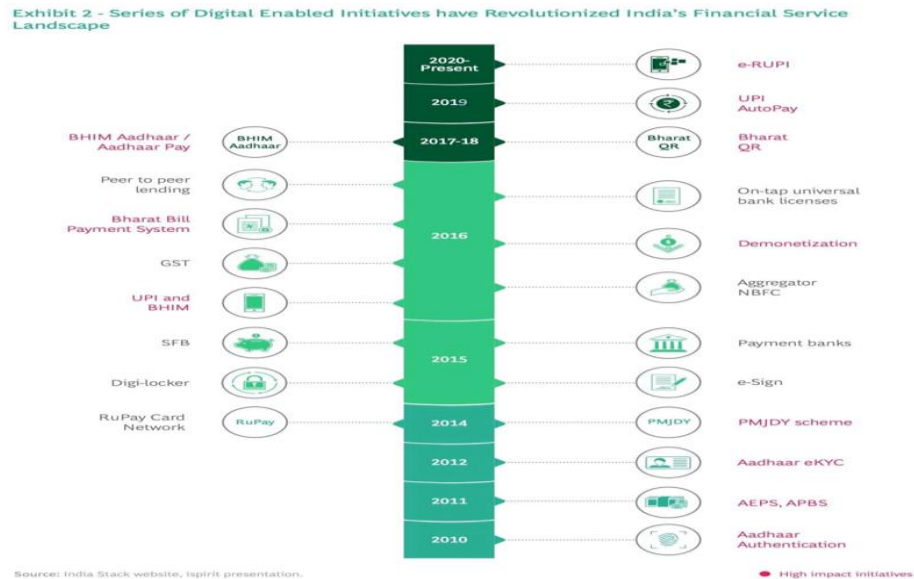 Exhibit 2 - Series of Digital Enabled Initiatives have Revolutionized India's Financial Service
Landscape
2020-
Present
e-RUPI
2019
UPI
AutoPay
BHIM Aadhaar /
Aadhaar Pay
BHIM
Aadhaar
2017-18
Bharat
QR
Bharat
QR
Peer to peer
lending
On-tap universal
bank licenses
Bharat Bill
Payment System
2016
Demonetization
GST
Aggregator
NBFC
UPI and
BHIM
SFB
Payment banks
2015
Digi-locker
e-Sign
RuPay Card
Network
RuPay
2014
PMJDY
PMJDY scheme
2012
Aadhaar eKYC
2011
AEPS, APBS
2010
Aadhaar
Authentication
Source: India Stack website, ispirit presentation.
High impact initiatives